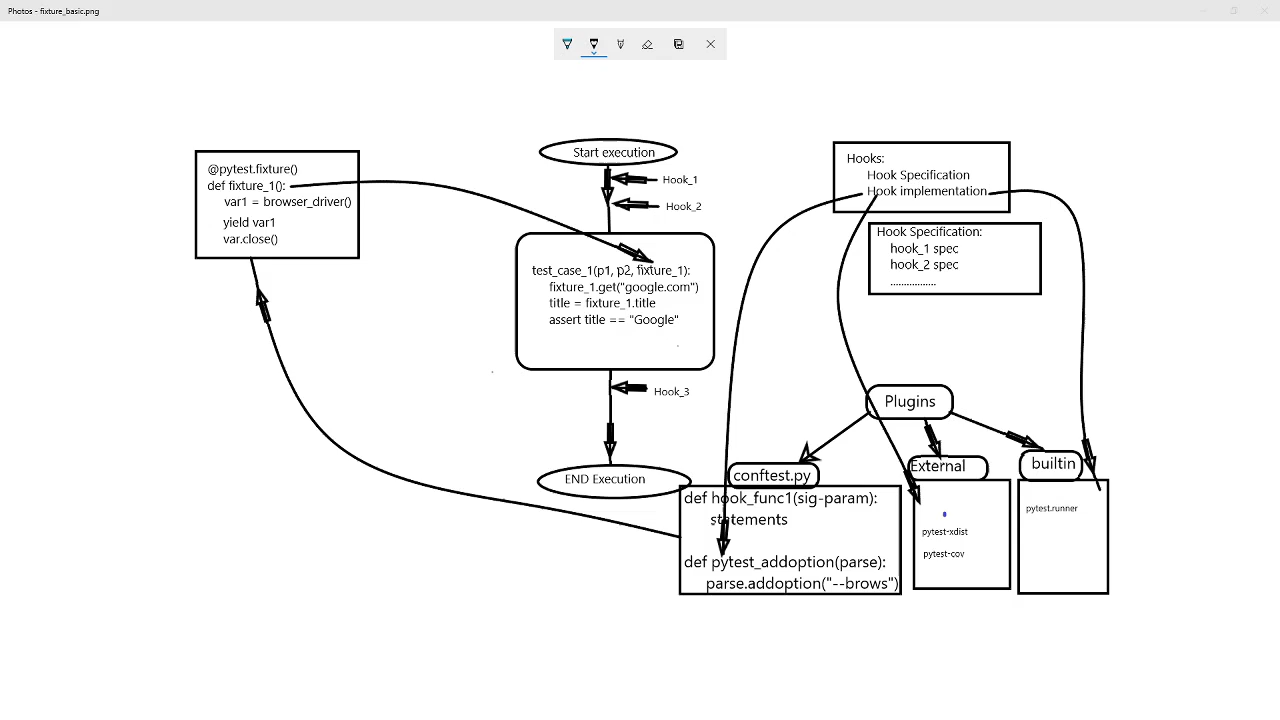 Photos - fixture_basic.png
@pytest.fixture()
def fixture_1():
var1 = browser_driver()
yield var1
var.close()
Start execution
Hook_1
Hook_2
test_case_1(p1, p2, fixture_1):
fixture_1.get("google.com")
title = fixture_1.title
assert title == "Google"
Hook_3
END Execution
Hooks:
Hook Specification
Hook implementation
Hook Specification:
hook_1 spec
hook_2 spec
.................
Plugins
conftest.py
def hook_func1(sig-param):
statements
def pytest_addoption(parse):
parse.addoption("--brows")
External
pytest-xdist
pytest-cov
builtin
pytest.runner